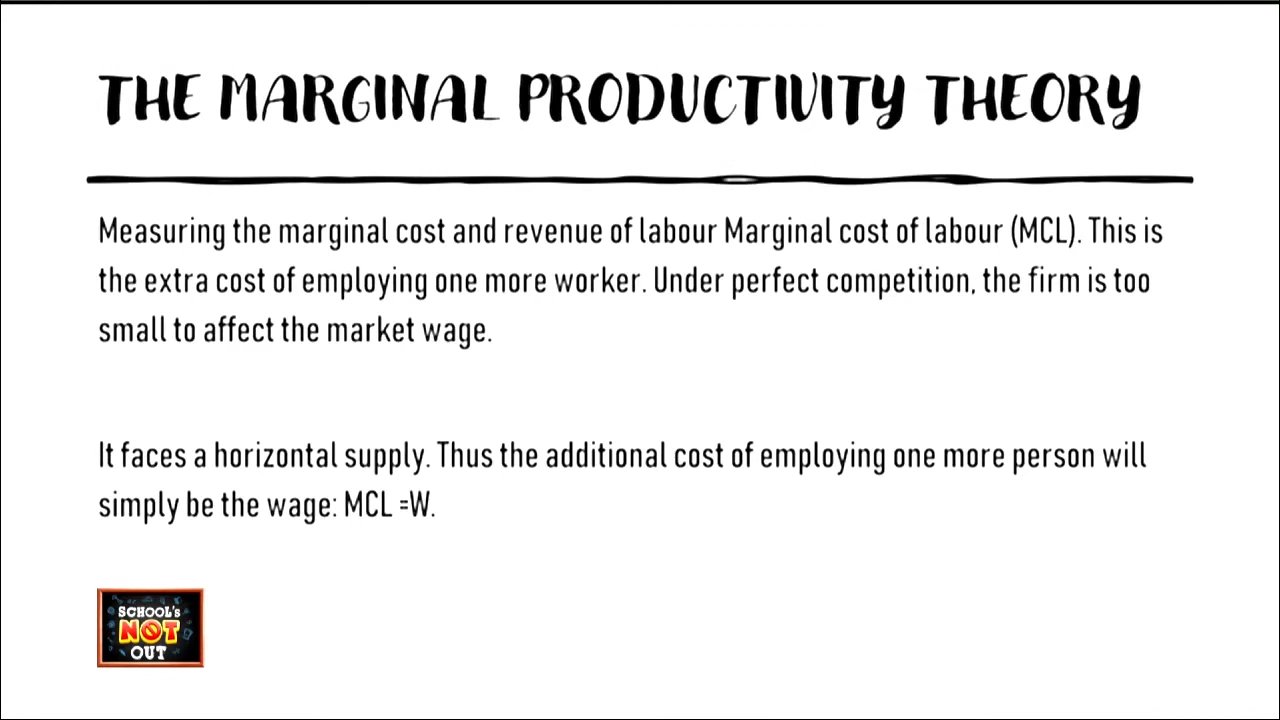 THE MARGINAL PRODUCTIVITY THEORY
Measuring the marginal cost and revenue of labour Marginal cost of labour (MCL). This is
the extra cost of employing one more worker. Under perfect competition, the firm is too
small to affect the market wage.
It faces a horizontal supply. Thus the additional cost of employing one more person will
simply be the wage: MCL =W.
SCHOOL'S
NOT
OUT